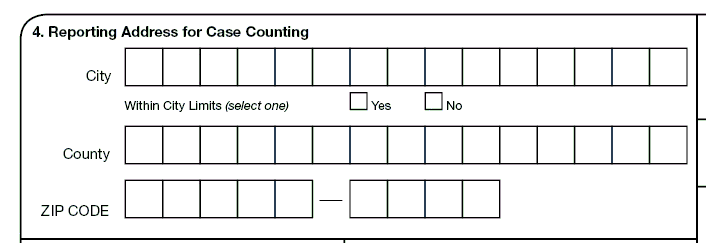 4. Reporting Address for Case Counting
City
Within City Limits (select one) Yes No
County
ZIP CODE —